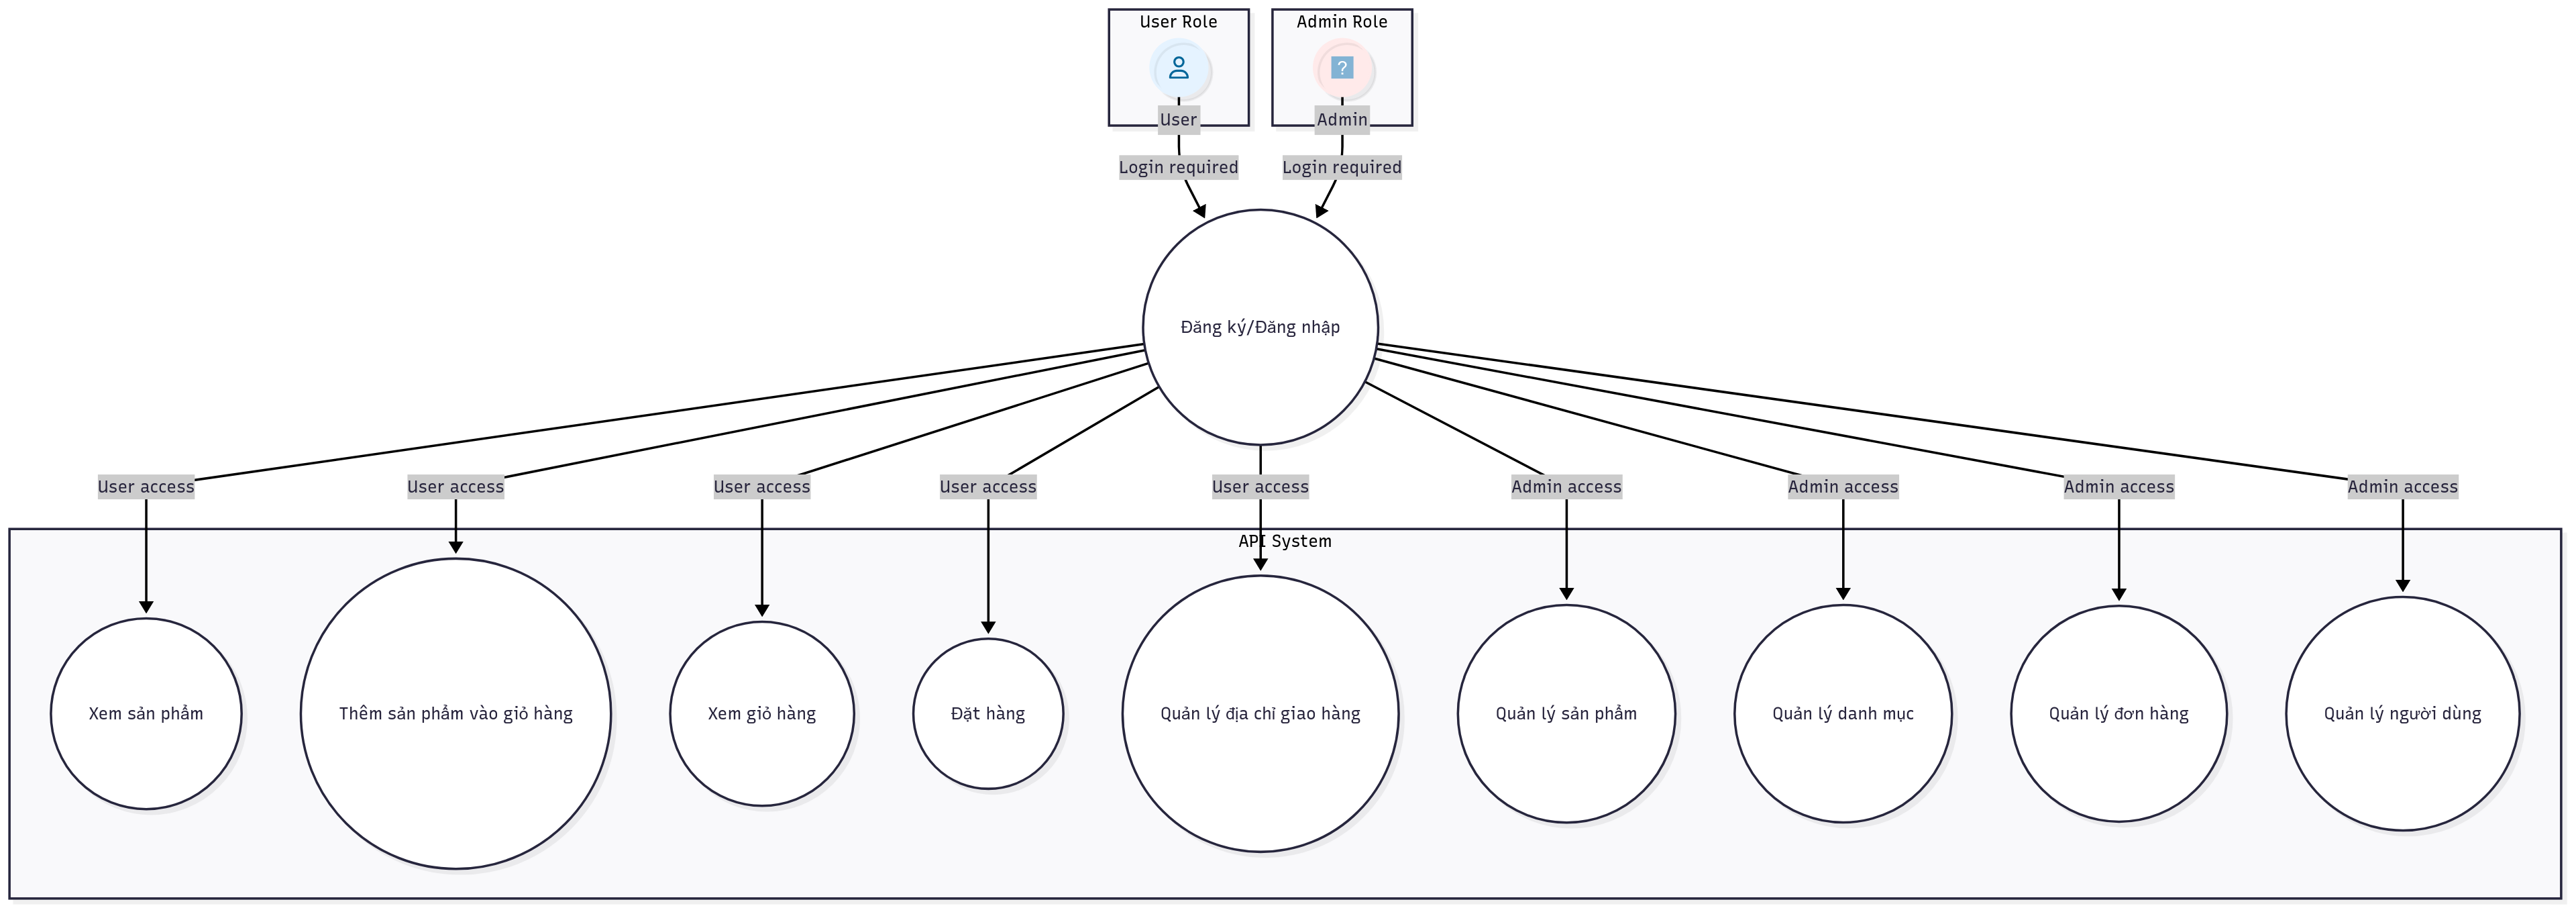 User Role
Admin Role
?
User
Admin
Login required
Login required
Đăng ký/Đăng nhập
User access
User access
User access
User access
User access
Admin access
Admin access
Admin access
Admin access
API System
Xem sản phẩm
Thêm sản phẩm vào giỏ hàng
Xem giỏ hàng
Đặt hàng
Quản lý địa chỉ giao hàng
Quản lý sản phẩm
Quản lý danh mục
Quản lý đơn hàng
Quản lý người dùng